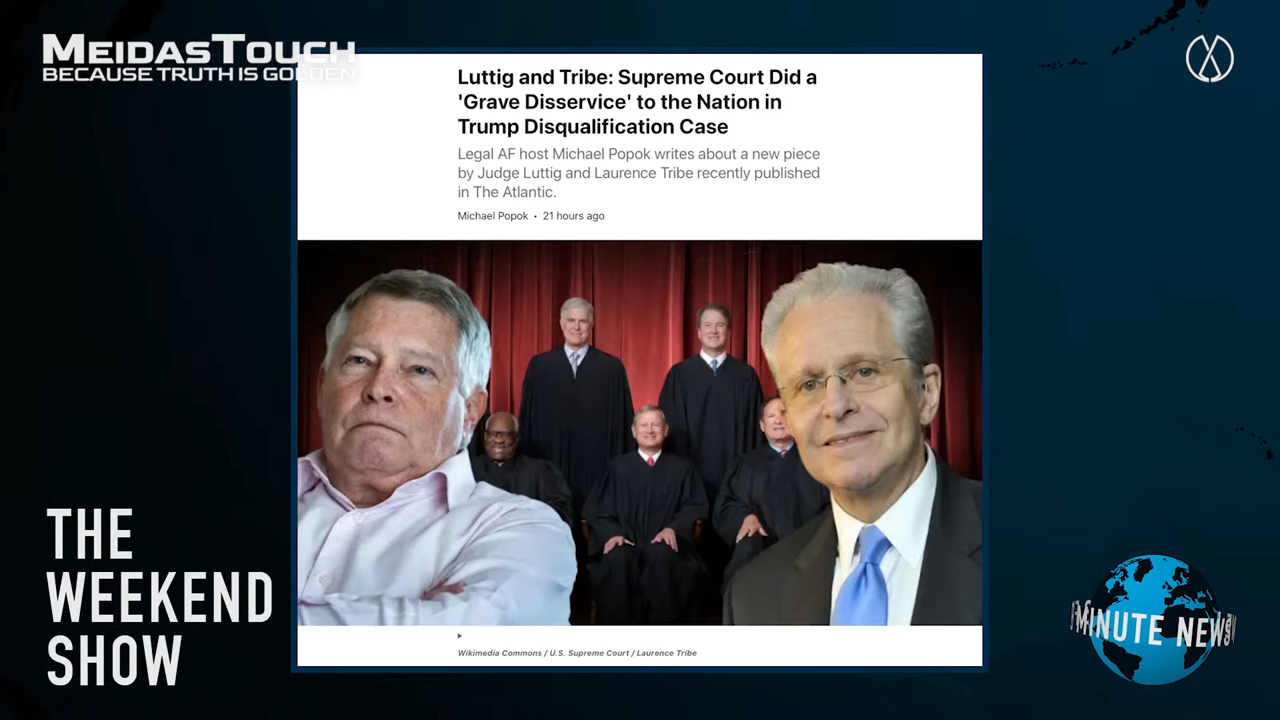 MEIDASTOUCH
BECAUSE TRUTH IS GOLDEN
Luttig and Tribe: Supreme Court Did a
'Grave Disservice' to the Nation in
Trump Disqualification Case
Legal AF host Michael Popok writes about a new piece
by Judge Luttig and Laurence Tribe recently published
in The Atlantic.
Michael Popok • 21 hours ago
THE
WEEKEND
SHOW
MINUTE NEWS
Wikimedia Commons / U.S. Supreme Court / Laurence Tribe